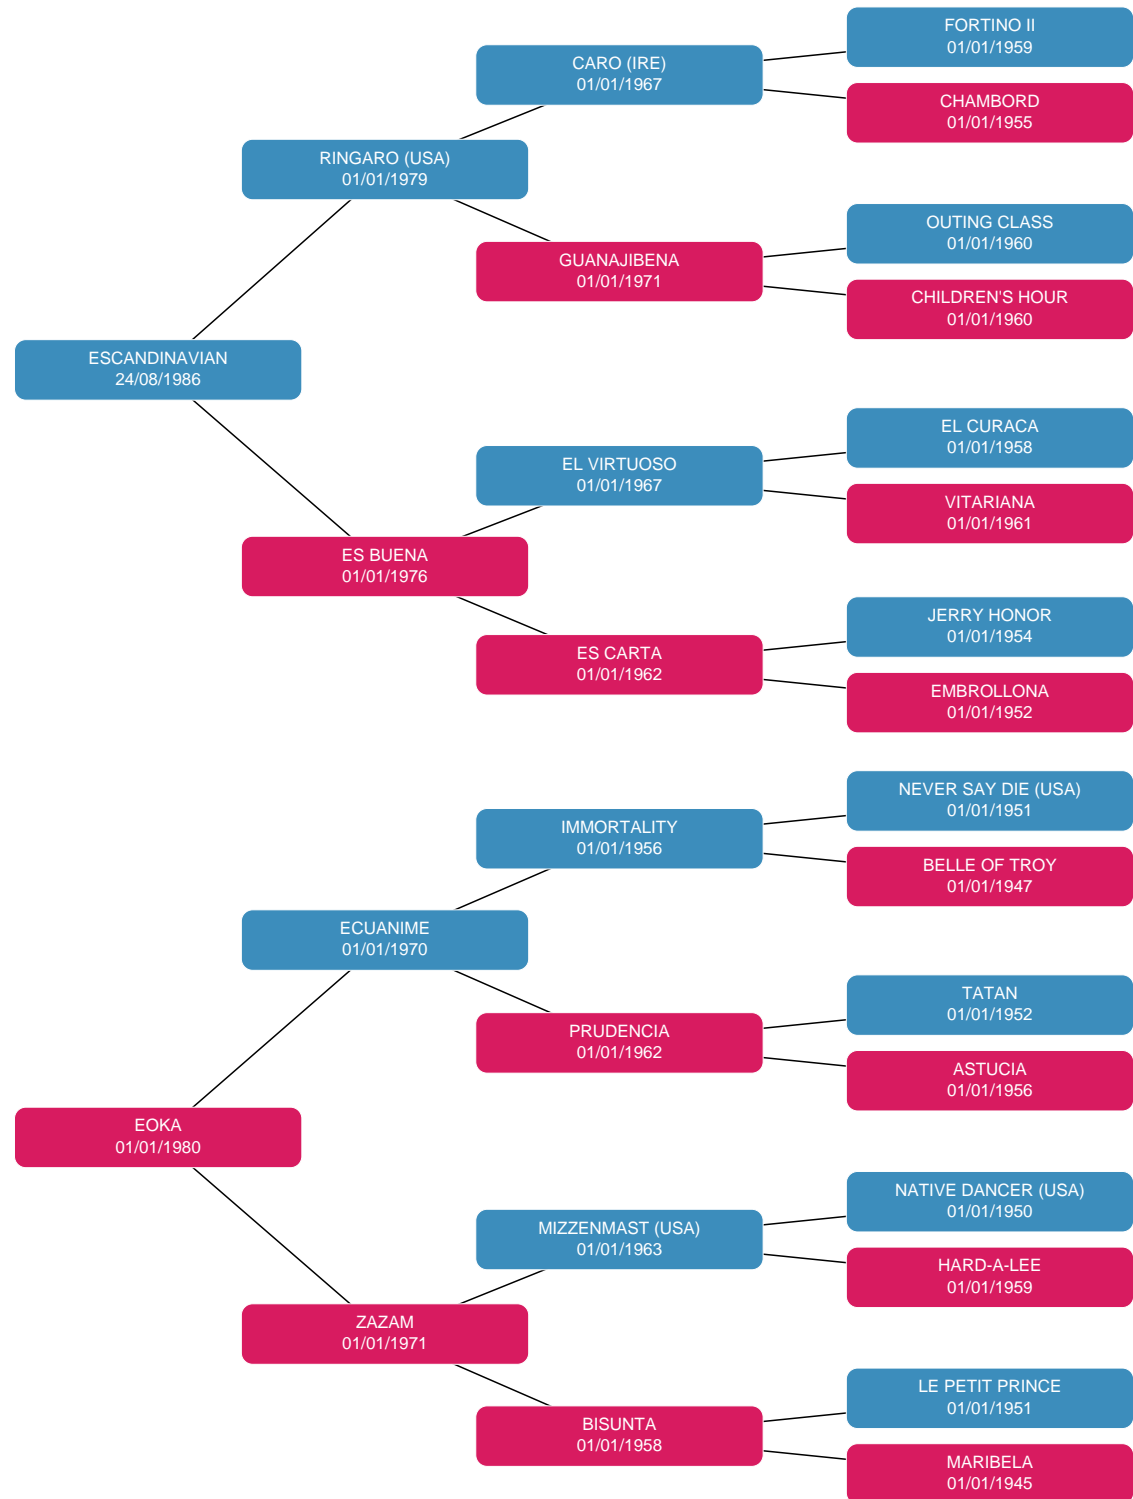 FORTINO II
01/01/1959
CARO (IRE)
01/01/1967
CHAMBORD
01/01/1955
RINGARO (USA)
01/01/1979
OUTING CLASS
01/01/1960
GUANAJIBENA
01/01/1971
CHILDREN'S HOUR
01/01/1960
ESCANDINAVIAN
24/08/1986
EL CURACA
01/01/1958
EL VIRTUOSO
01/01/1967
VITARIANA
01/01/1961
ES BUENA
01/01/1976
JERRY HONOR
01/01/1954
ES CARTA
01/01/1962
EMBROLLONA
01/01/1952
NEVER SAY DIE (USA)
01/01/1951
IMMORTALITY
01/01/1956
BELLE OF TROY
01/01/1947
ECUANIME
01/01/1970
TATAN
01/01/1952
PRUDENCIA
01/01/1962
ASTUCIA
01/01/1956
EOKA
01/01/1980
NATIVE DANCER (USA)
01/01/1950
MIZZENMAST (USA)
01/01/1963
HARD-A-LEE
01/01/1959
ZAZAM
01/01/1971
LE PETIT PRINCE
01/01/1951
BISUNTA
01/01/1958
MARIBELA
01/01/1945